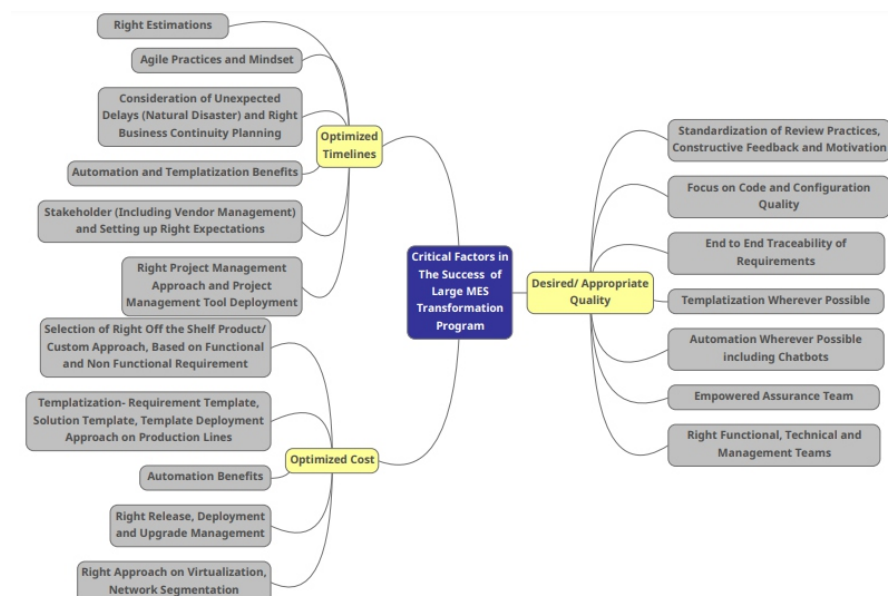 Right Estimations
Agile Practices and Mindset
Consideration of Unexpected
Delays (Natural Disaster) and Right
Business Continuity Planning
Automation and Templatization Benefits
Stakeholder (Including Vendor Management)
and Setting up Right Expectations
Right Project Management
Approach and Project
Management Tool Deployment
Optimized
Timelines
Selection of Right Off the Shelf Product/
Custom Approach, Based on Functional
and Non Functional Requirement
Templatization- Requirement Template,
Solution Template, Template Deployment
Approach on Production Lines
Automation Benefits
Right Release, Deployment
and Upgrade Management
Right Approach on Virtualization,
Network Segmentation
Optimized Cost
Critical Factors in
The Success of
Large MES
Transformation
Program
Desired/ Appropriate
Quality
Standardization of Review Practices,
Constructive Feedback and Motivation
Focus on Code and Configuration
Quality
End to End Traceability of
Requirements
Templatization Wherever Possible
Automation Wherever Possible
including Chatbots
Empowered Assurance Team
Right Functional, Technical and
Management Teams